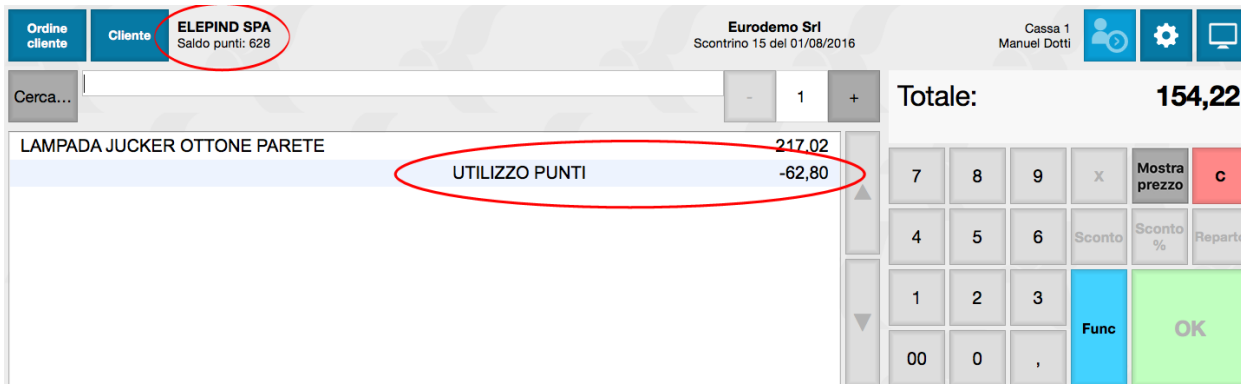 Ordine
cliente
Cliente
ELEPIND SPA
Saldo punti: 628
Eurodemo Srl
Scontrino 15 del 01/08/2016
Cassa 1
Manuel Dotti
Cerca...
-
1
+
Totale:
154,22
LAMPADA JUCKER OTTONE PARETE
217,02
UTILIZZO PUNTI
-62,80
7
8
9
X
Mostra
prezzo
C
4
5
6
Sconto
Sconto
%
Reparto
1
2
3
Func
OK
00
0
,